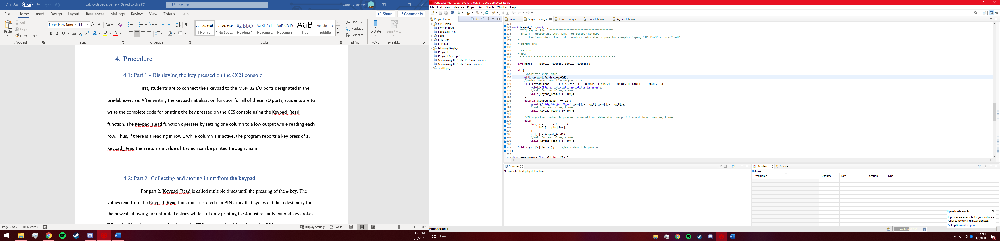 AutoSave Off
Lab_6-GabeGasbarre - Saved to this PC
Search
Gabe Gasbarre
File Home Insert Design Layout References Mailings Review View Zotero Help
Share Comments
Paste
Cut
Copy
Format Painter
Clipboard
Times New Roma 14
Font
Paragraph
AaBbCcDd AaBbCcDd AaBbCc AaBbCcD AaBbCcD AaB AaBbCcD
¶ Normal ¶ No Spac... Heading 1 Heading 2 Heading 3 Title Subtitle
Styles
Find
Replace
Select
Editing
Dictate
Voice
Sensitivity
Sensitivity
4. Procedure
4.1: Part 1 - Displaying the key pressed on the CCS console
First, students are to connect their keypad to the MSP432 I/O ports designated in the
pre-lab exercise. After writing the keypad initialization function for all of these I/O ports, students are to
write the complete code for printing the key pressed on the CCS console using the Keypad_Read
function. The Keypad_Read function operates by setting one column to a low output while reading each
row. Thus, if there is a reading in row 1 while column 1 is active, the program reports a key press of 1.
Keypad_Read then returns a value of 1 which can be printed through .main.
4.2: Part 2- Collecting and storing input from the keypad
For part 2, Keypad_Read is called multiple times until the pressing of the # key. The
values read from the Keypad_Read function are stored in a PIN array that cycles out the oldest entry for
the newest, allowing for unlimited entries while still only printing the 4 most recently entered keystrokes.
Page 5 of 7 1056 words
Display Settings Focus 120%
3:35 PM
3/3/2021
workspace_v10 - Lab6/Keypad_Library.c - Code Composer Studio
File Edit View Navigate Project Run Scripts Window Help
Project Explorer
CPU_Temp
HW2_EGR226
Lab5SeqLEDGG
Lab6
LCD_Test
LEDBlink
Memory_Display
Project1
Project1-Attempt2
Sequencing_LED_Lab3_P2-Gabe_Gasbarre
Sequencing_LED_Lab3-Gabe_Gasbarre
TextDispay
main.c Keypad_Library.c Timer_Library.c Timer_Library.h Keypad_Library.h
173
174 void Keypad_Pin(void) {
175 /****| Keypad_Pin | *****************************************
176 * Brief: Remeber all that junk from before? No more!
177 * This function stores the last 4 numbers entered as a pin. for example, typing "12345678" return "5678"
178 *
179 * param: N/A
180 *
181 * return:
182 * N/A
183 *************************************************************/
184 int i;
185 int pin[4] = {800815, 800815, 800815, 800815};
186
187 do {
188 //Wait for user input
189 while(Keypad_Read() == 404);
190 //Print current PIN if user presses #
191 if ((Keypad_Read() == 11) & (pin[3] == 800815 || pin[2] == 800815 || pin[1] == 800815) ){
192 printf("Please enter at least 4 digits.\n\n");
193 //Wait for end of keystroke
194 while(Keypad_Read() != 404);
195 }
196 else if (Keypad_Read() == 11 ){
197 printf(" %d, %d, %d, %d\n", pin[3], pin[2], pin[1], pin[0]);
198 //Wait for end of keystroke
199 while(Keypad_Read() != 404);
200 }
201 //If any other number is pressed, move all variables down one position and import new keystroke
202 else {
203 for( i = 3; i > 0; i-- ){
204 pin[i] = pin [i-1];
205 }
206 pin[0] = Keypad_Read();
207 //Wait for end of keystroke
208 while(Keypad_Read() != 404);
209 }
210 }while (pin[0] != 10 ); //Exit when * is pressed
211 }
212
213 char compareArray(int a[],int b[]) {
Console
No consoles to display at this time.
Problems Advice
0 items
Description Resource Path Location Type
Updates Available x
Updates are available for your software.
Click to review and install updates.
Set up Reminder options
0 items selected
Links
3:35 PM
3/3/2021